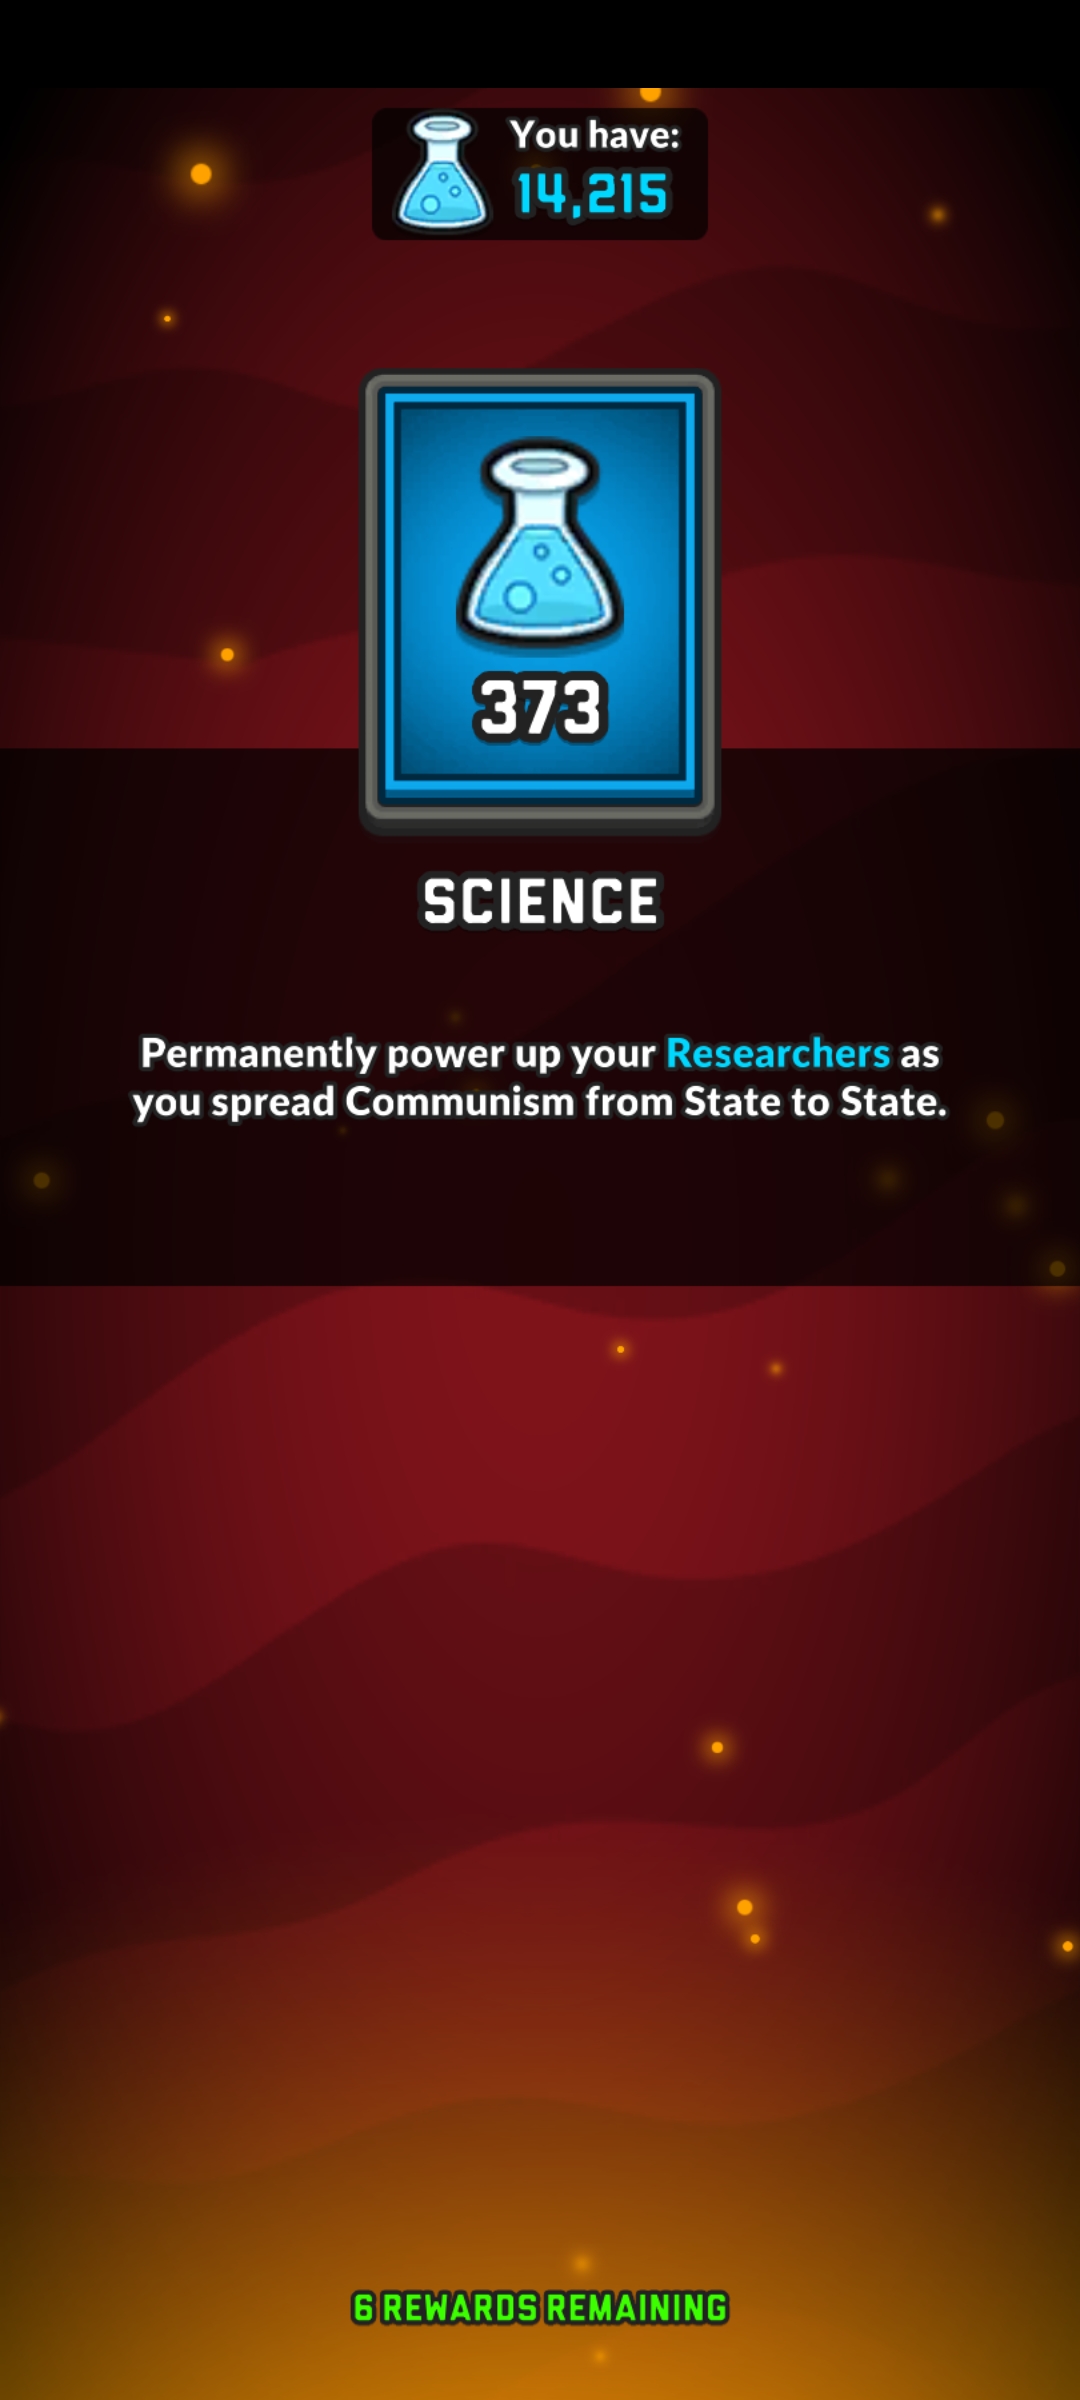 You have:
14,215
373
SCIENCE
Permanently power up your Researchers as
you spread Communism from State to State.
6 REWARDS REMAINING